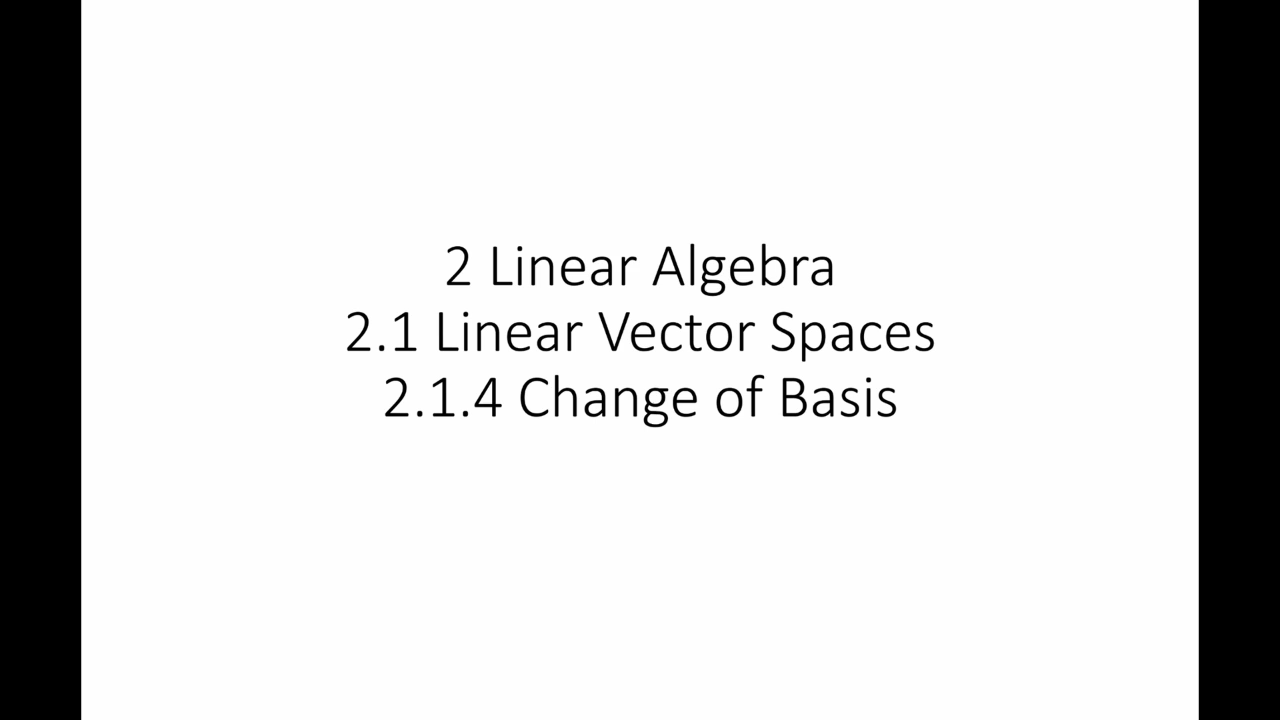 2 Linear Algebra
2.1 Linear Vector Spaces
2.1.4 Change of Basis